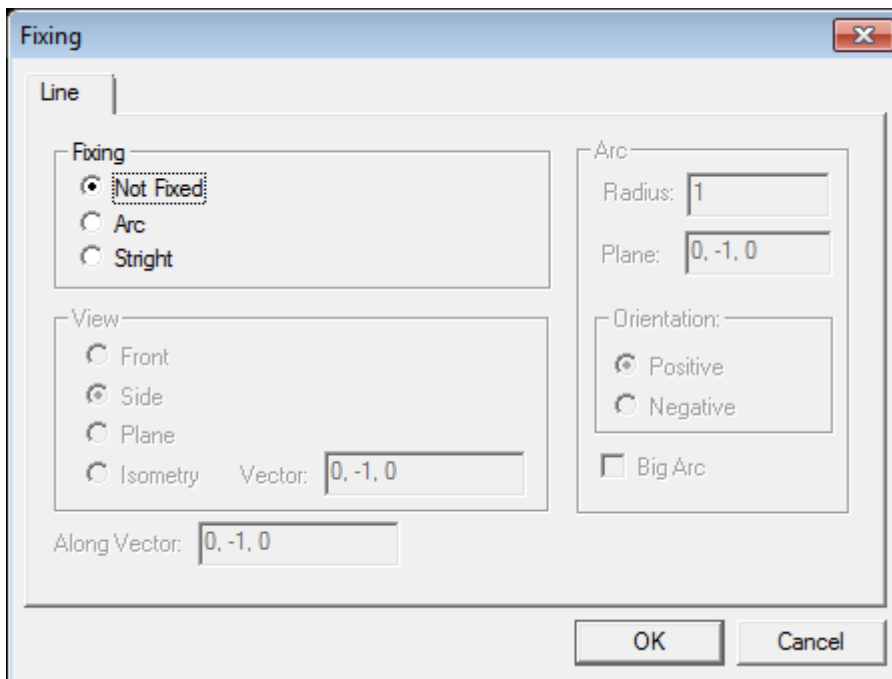 Fixing
Line
Fixing
Not Fixed
Arc
Stright
View
Front
Side
Plane
Isometry Vector: 0, -1, 0
Along Vector: 0, -1, 0
Arc
Radius: 1
Plane: 0, -1, 0
Orientation:
Positive
Negative
Big Arc
OK Cancel